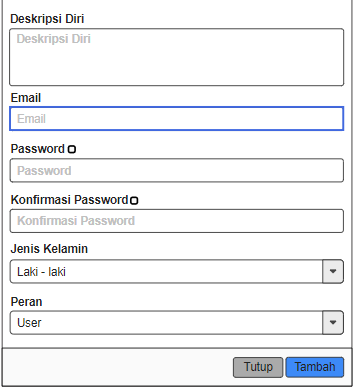 Deskripsi Diri
Deskripsi Diri
Email
Email
Password
Password
Konfirmasi Password
Konfirmasi Password
Jenis Kelamin
Laki - laki
Peran
User
Tutup Tambah